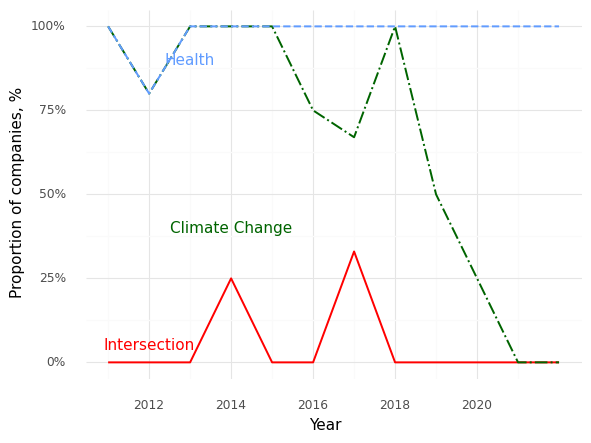 100%
Health
75%
50%
Climate Change
25%
Intersection
0%
Proportion of companies, %
2012 2014 2016 2018 2020
Year